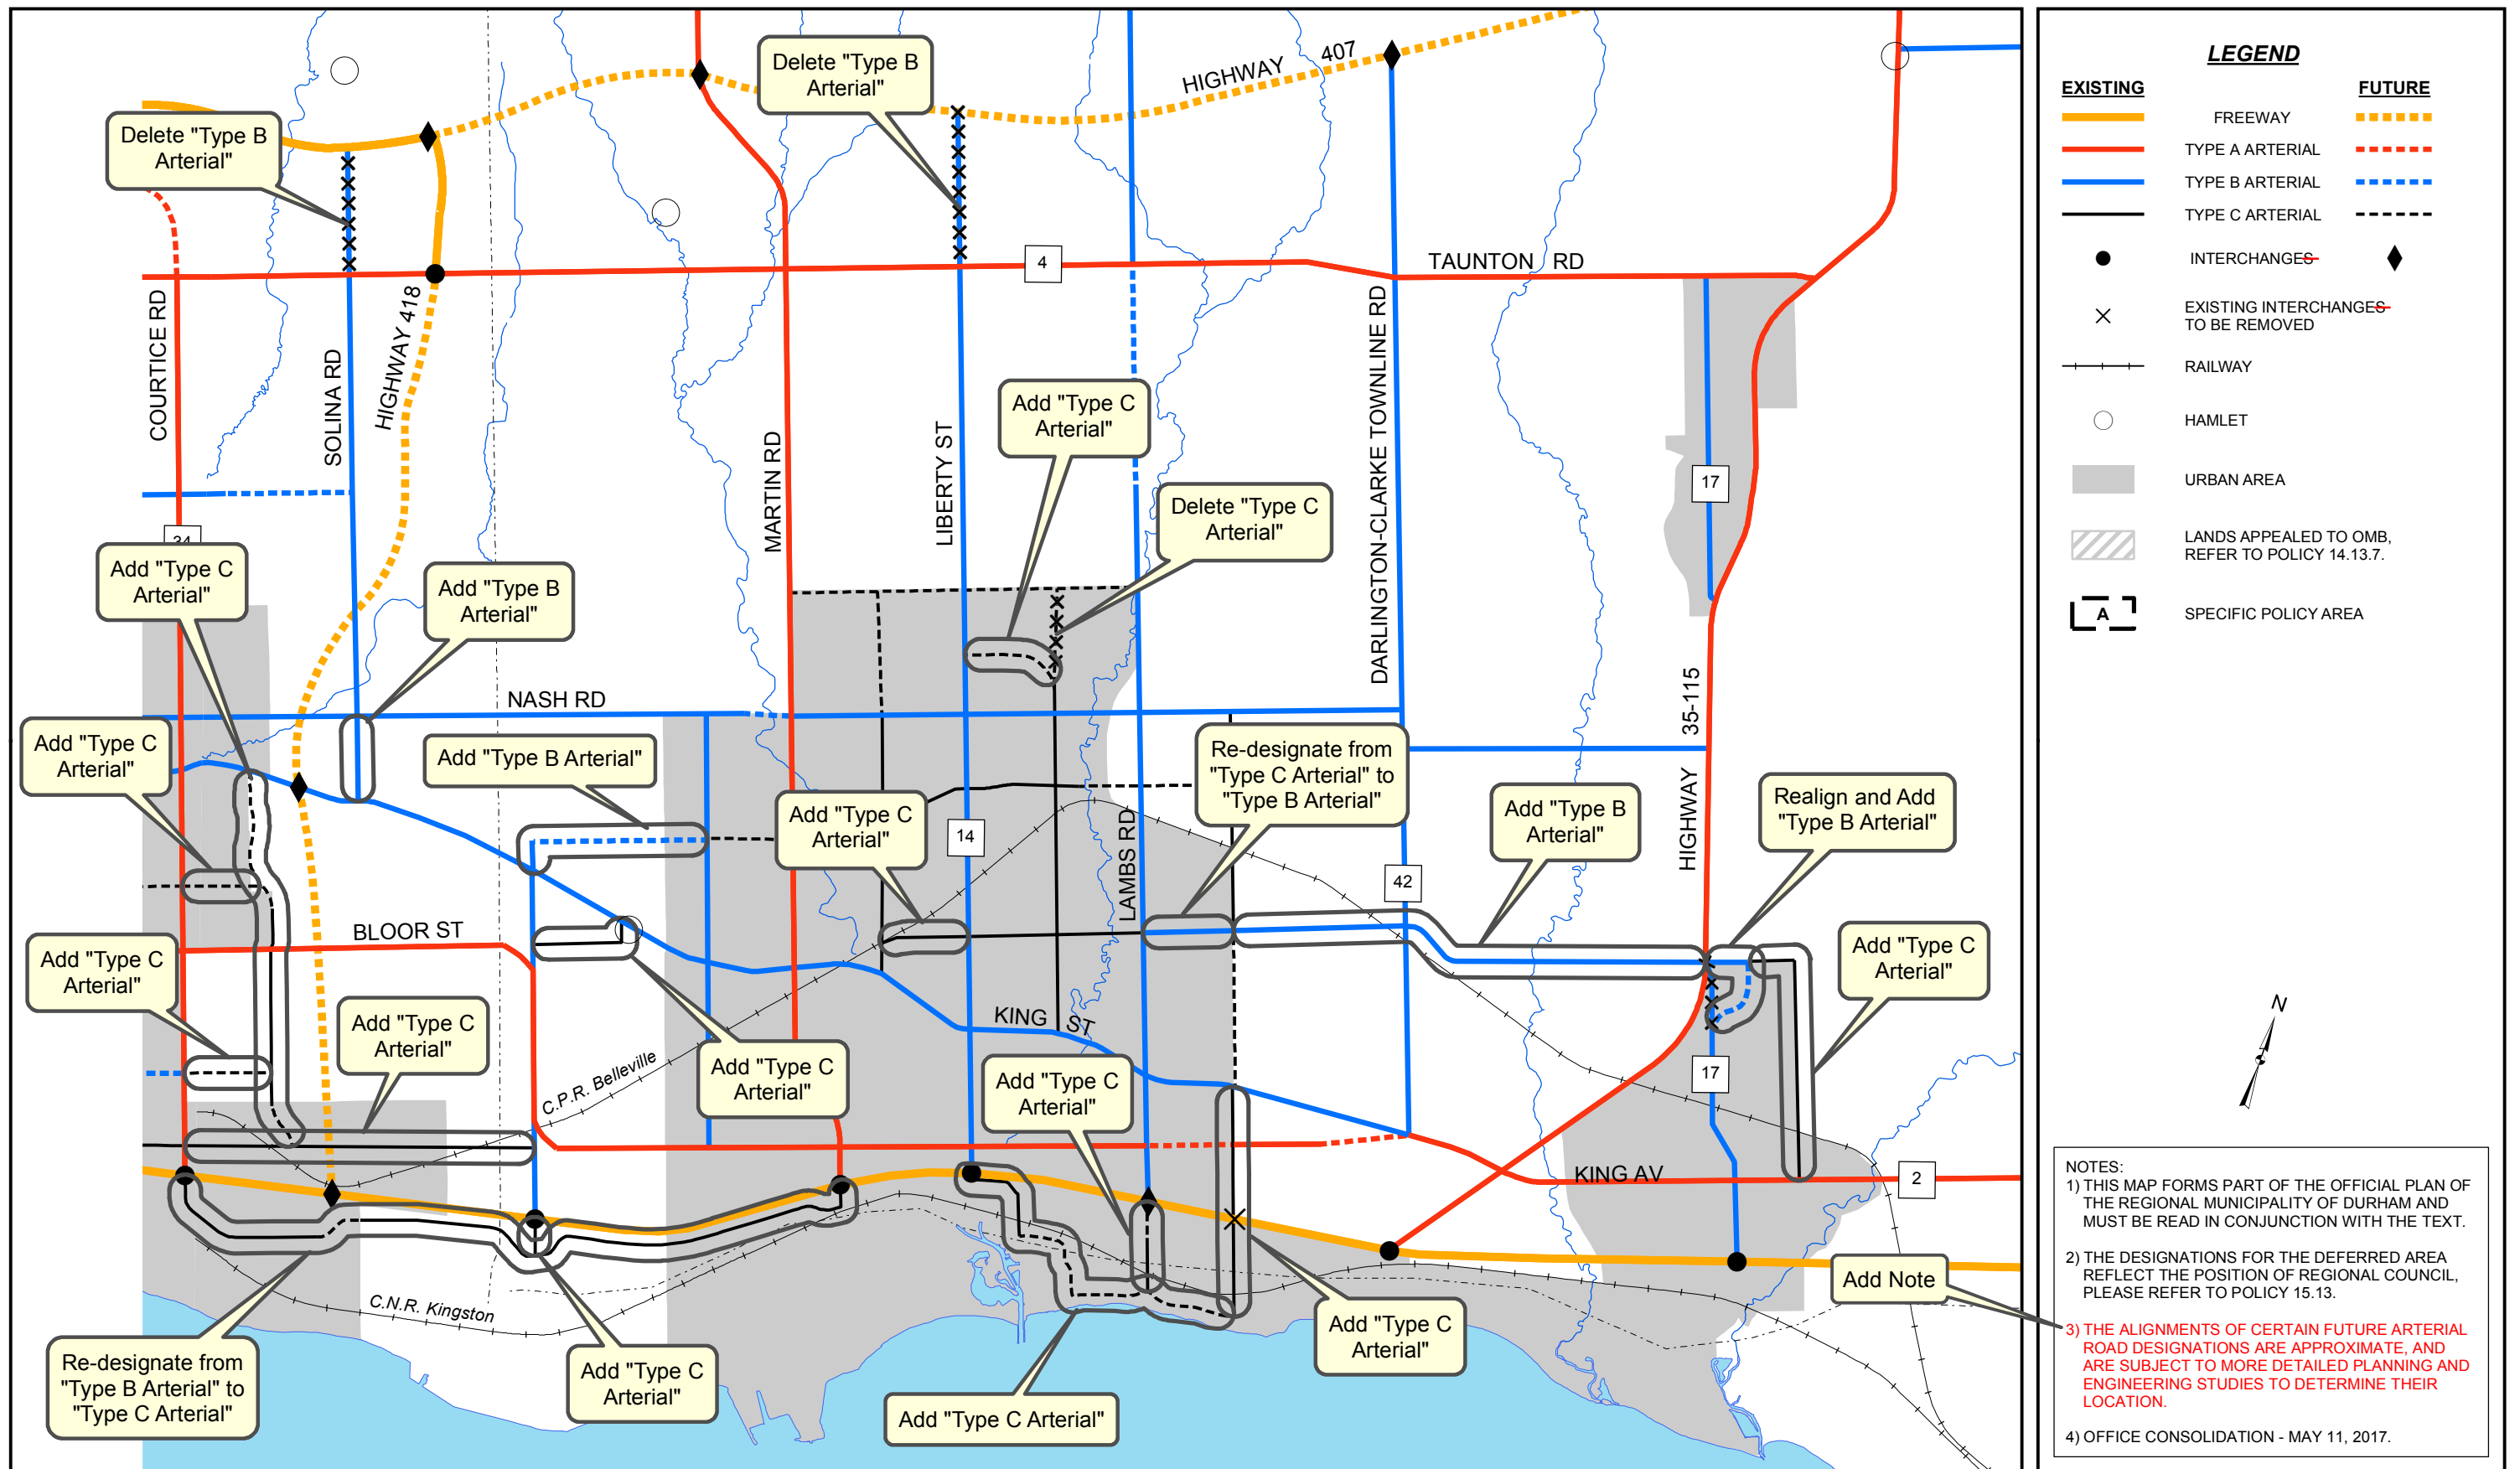 Delete "Type B
Arterial"
Delete "Type B
Arterial"
HIGHWAY 407
TAUNTON RD
4
COURTICE RD
SOLINA RD
HIGHWAY 418
MARTIN RD
LIBERTY ST
DARLINGTON-CLARKE TOWNLINE RD
Add "Type C
Arterial"
Delete "Type C
Arterial"
17
34
Add "Type C
Arterial"
Add "Type B
Arterial"
NASH RD
HIGHWAY 35-115
Add "Type C
Arterial"
Add "Type B Arterial"
Re-designate from
"Type C Arterial" to
"Type B Arterial"
Add "Type C
Arterial"
14
LAMBS RD
Add "Type B
Arterial"
Realign and Add
"Type B Arterial"
42
BLOOR ST
Add "Type C
Arterial"
Add "Type C
Arterial"
Add "Type C
Arterial"
KING ST
C.P.R. Belleville
Add "Type C
Arterial"
Add "Type C
Arterial"
17
KING AV
2
C.N.R. Kingston
Re-designate from
"Type B Arterial" to
"Type C Arterial"
Add "Type C
Arterial"
Add "Type C Arterial"
Add "Type C
Arterial"
Add Note
LEGEND
EXISTING FUTURE
FREEWAY
TYPE A ARTERIAL
TYPE B ARTERIAL
TYPE C ARTERIAL
INTERCHANGES
EXISTING INTERCHANGES
TO BE REMOVED
RAILWAY
HAMLET
URBAN AREA
LANDS APPEALED TO OMB,
REFER TO POLICY 14.13.7.
A SPECIFIC POLICY AREA
N
NOTES:
1) THIS MAP FORMS PART OF THE OFFICIAL PLAN OF
THE REGIONAL MUNICIPALITY OF DURHAM AND
MUST BE READ IN CONJUNCTION WITH THE TEXT.
2) THE DESIGNATIONS FOR THE DEFERRED AREA
REFLECT THE POSITION OF REGIONAL COUNCIL,
PLEASE REFER TO POLICY 15.13.
3) THE ALIGNMENTS OF CERTAIN FUTURE ARTERIAL
ROAD DESIGNATIONS ARE APPROXIMATE, AND
ARE SUBJECT TO MORE DETAILED PLANNING AND
ENGINEERING STUDIES TO DETERMINE THEIR
LOCATION.
4) OFFICE CONSOLIDATION - MAY 11, 2017.